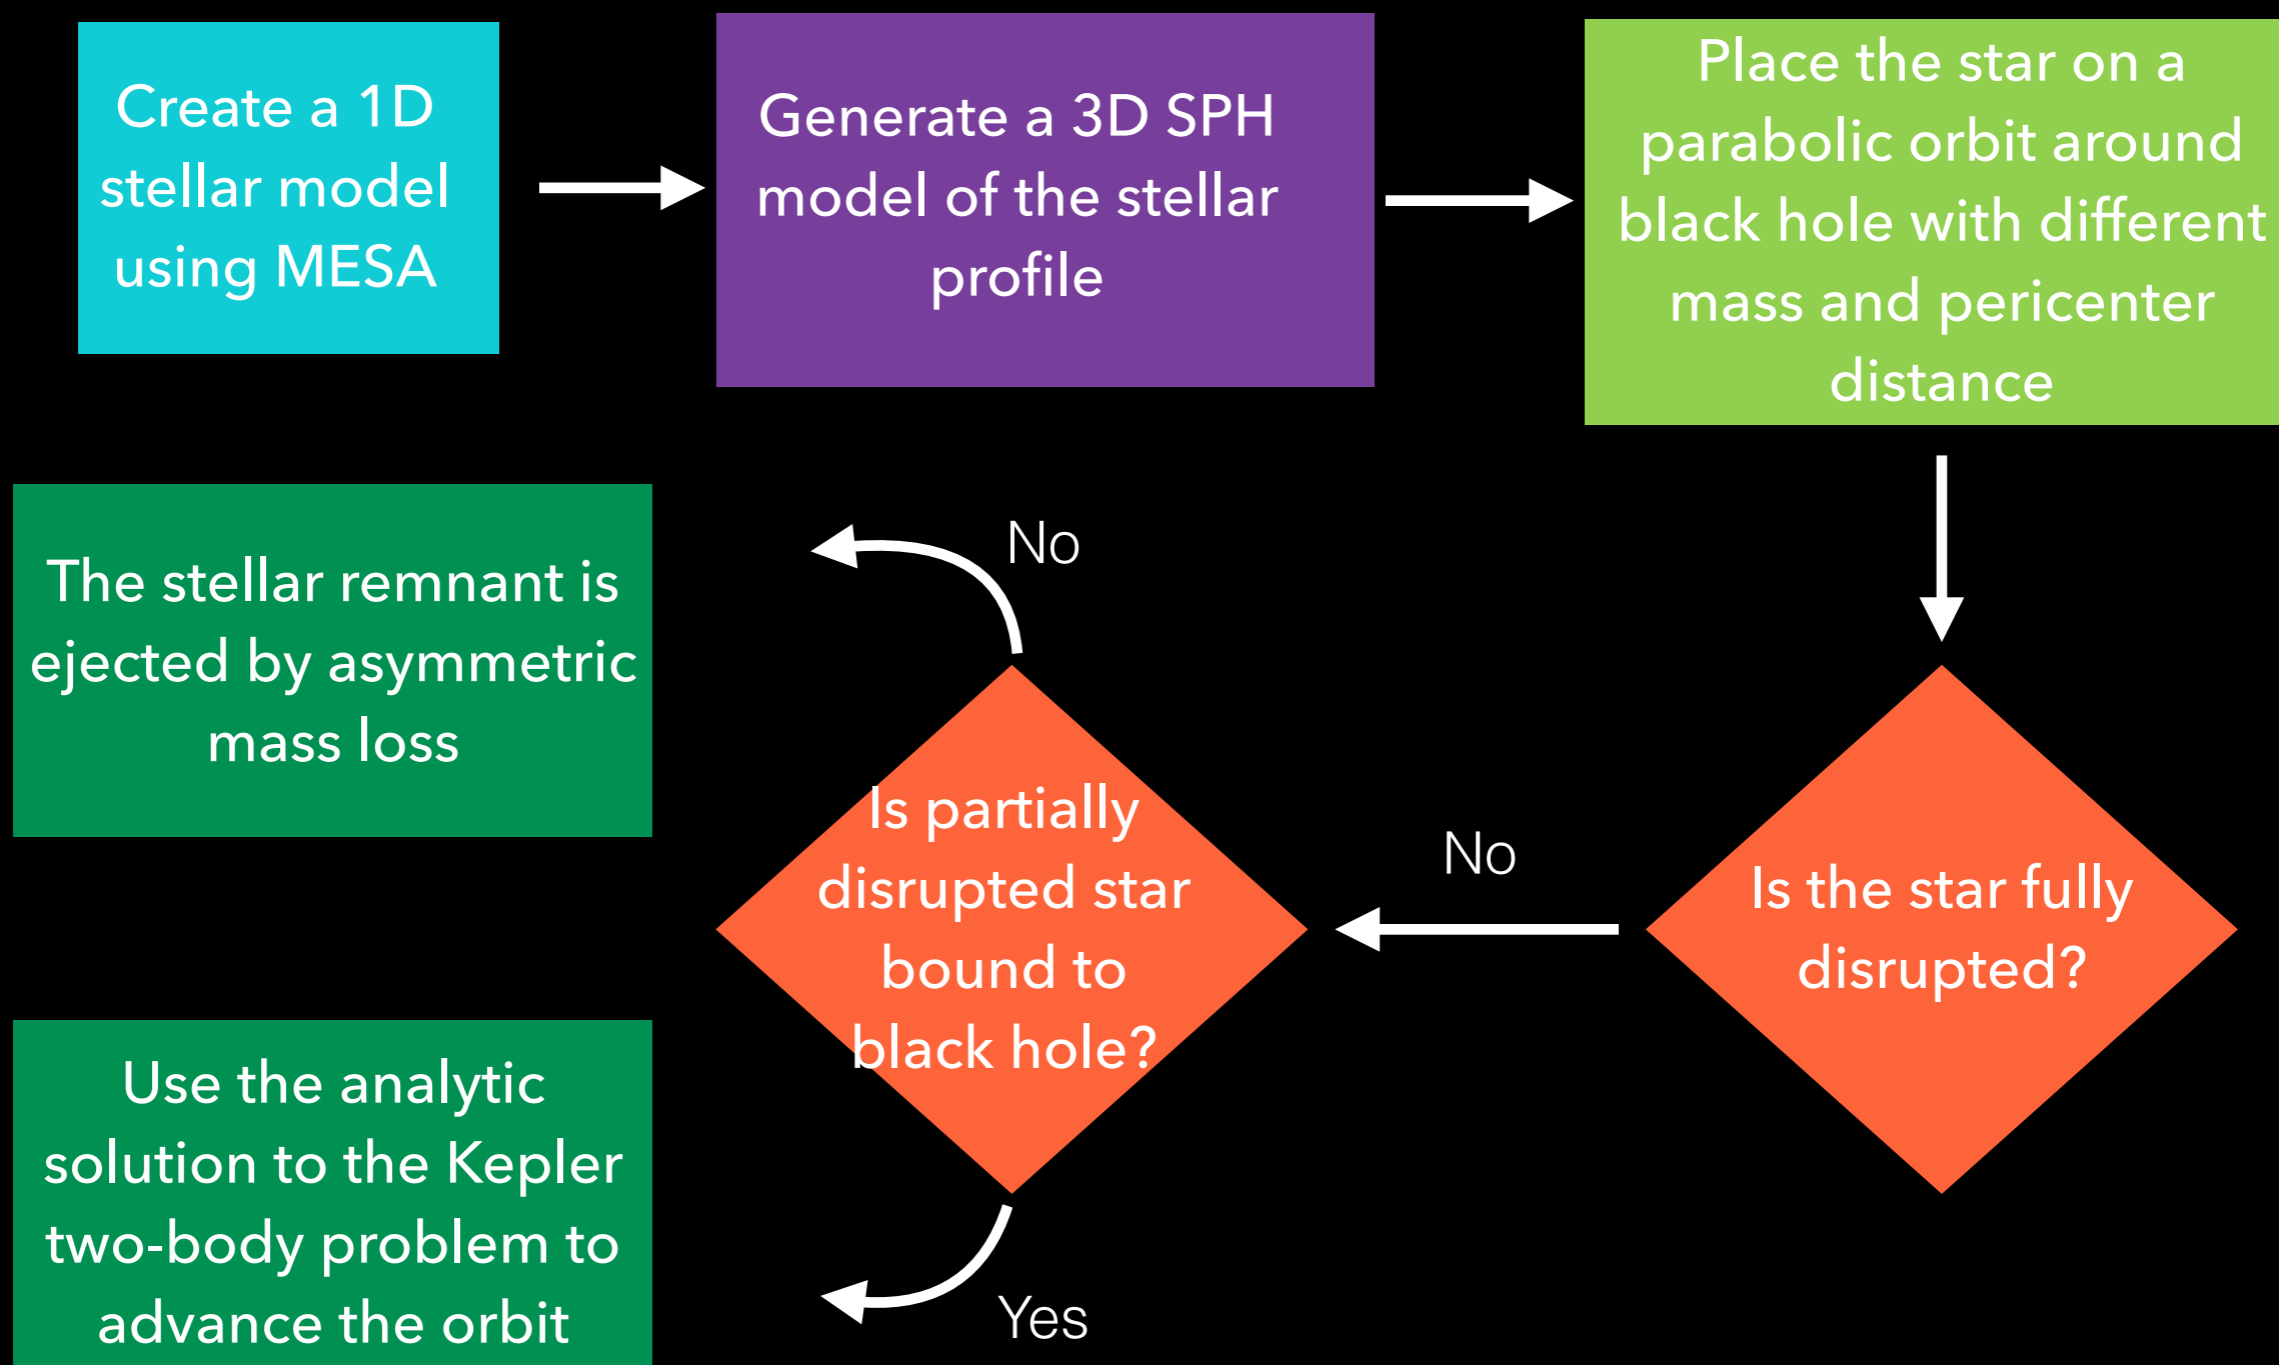 Create a 1D
stellar model
using MESA
Generate a 3D SPH
model of the stellar
profile
Place the star on a
parabolic orbit around
black hole with different
mass and pericenter
distance
Is the star fully
disrupted?
No
Is partially
disrupted star
bound to
black hole?
No
The stellar remnant is
ejected by asymmetric
mass loss
Yes
Use the analytic
solution to the Kepler
two-body problem to
advance the orbit